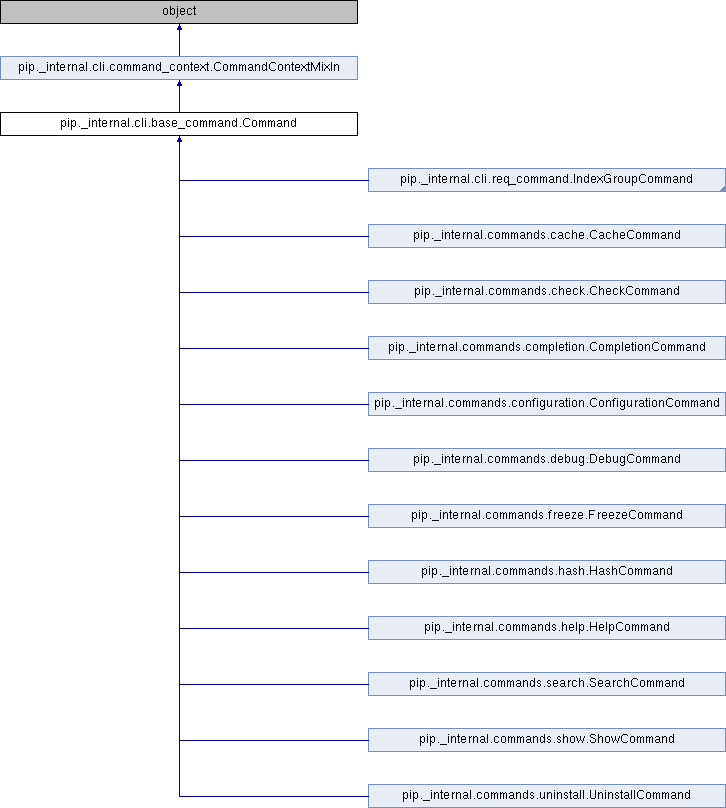 object
pip._internal.cli.command_context.CommandContextMixIn
pip._internal.cli.base_command.Command
pip._internal.cli.req_command.IndexGroupCommand
pip._internal.commands.cache.CacheCommand
pip._internal.commands.check.CheckCommand
pip._internal.commands.completion.CompletionCommand
pip._internal.commands.configuration.ConfigurationCommand
pip._internal.commands.debug.DebugCommand
pip._internal.commands.freeze.FreezeCommand
pip._internal.commands.hash.HashCommand
pip._internal.commands.help.HelpCommand
pip._internal.commands.search.SearchCommand
pip._internal.commands.show.ShowCommand
pip._internal.commands.uninstall.UninstallCommand